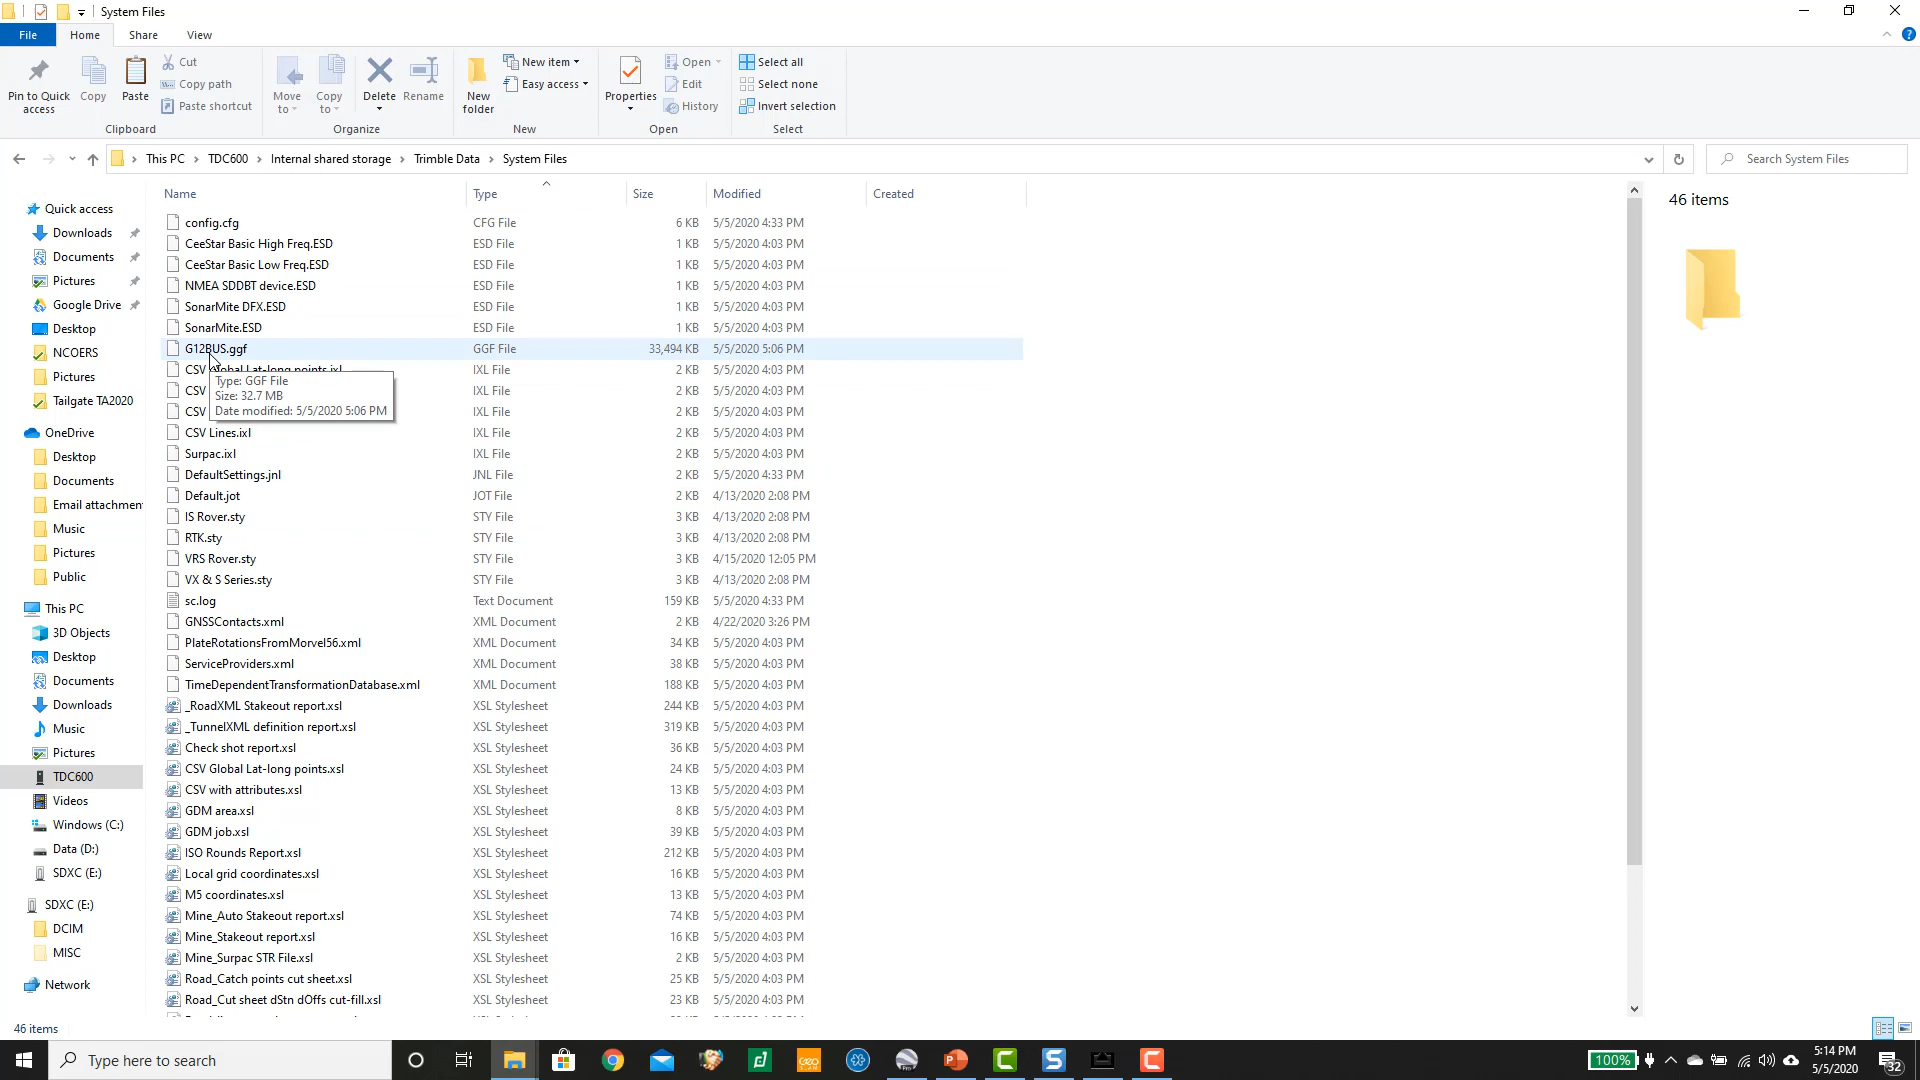 System Files
File Home Share View
Pin to Quick access
Copy
Paste
Cut
Copy path
Paste shortcut
Clipboard
Move to
Copy to
Delete
Rename
Organize
New folder
New item
Easy access
New
Properties
Open
Edit
History
Open
Select all
Select none
Invert selection
Select
This PC > TDC600 > Internal shared storage > Trimble Data > System Files
Search System Files
Quick access
Downloads
Documents
Pictures
Google Drive
Desktop
NCOERS
Pictures
Tailgate TA2020
OneDrive
Desktop
Documents
Email attachmen
Music
Pictures
Public
This PC
3D Objects
Desktop
Documents
Downloads
Music
Pictures
TDC600
Videos
Windows (C:)
Data (D:)
SDXC (E:)
SDXC (E:)
DCIM
MISC
Network
Name Type Size Modified Created
config.cfg CFG File 6 KB 5/5/2020 4:33 PM
CeeStar Basic High Freq.ESD ESD File 1 KB 5/5/2020 4:03 PM
CeeStar Basic Low Freq.ESD ESD File 1 KB 5/5/2020 4:03 PM
NMEA SDDBT device.ESD ESD File 1 KB 5/5/2020 4:03 PM
SonarMite DFX.ESD ESD File 1 KB 5/5/2020 4:03 PM
SonarMite.ESD ESD File 1 KB 5/5/2020 4:03 PM
G12BUS.ggf GGF File 33,494 KB 5/5/2020 5:06 PM
CSV Global Lat-long points.ixl IXL File 2 KB 5/5/2020 4:03 PM
CSV IXL File 2 KB 5/5/2020 4:03 PM
CSV IXL File 2 KB 5/5/2020 4:03 PM
Type: GGF File
Size: 32.7 MB
Date modified: 5/5/2020 5:06 PM
CSV Lines.ixl IXL File 2 KB 5/5/2020 4:03 PM
Surpac.ixl IXL File 2 KB 5/5/2020 4:03 PM
DefaultSettings.jnl JNL File 2 KB 5/5/2020 4:33 PM
Default.jot JOT File 2 KB 4/13/2020 2:08 PM
IS Rover.sty STY File 3 KB 4/13/2020 2:08 PM
RTK.sty STY File 3 KB 4/13/2020 2:08 PM
VRS Rover.sty STY File 3 KB 4/15/2020 12:05 PM
VX & S Series.sty STY File 3 KB 4/13/2020 2:08 PM
sc.log Text Document 159 KB 5/5/2020 4:33 PM
GNSSContacts.xml XML Document 2 KB 4/22/2020 3:26 PM
PlateRotationsFromMorvel56.xml XML Document 34 KB 5/5/2020 4:03 PM
ServiceProviders.xml XML Document 38 KB 5/5/2020 4:03 PM
TimeDependentTransformationDatabase.xml XML Document 188 KB 5/5/2020 4:03 PM
_RoadXML Stakeout report.xsl XSL Stylesheet 244 KB 5/5/2020 4:03 PM
_TunnelXML definition report.xsl XSL Stylesheet 319 KB 5/5/2020 4:03 PM
Check shot report.xsl XSL Stylesheet 36 KB 5/5/2020 4:03 PM
CSV Global Lat-long points.xsl XSL Stylesheet 24 KB 5/5/2020 4:03 PM
CSV with attributes.xsl XSL Stylesheet 13 KB 5/5/2020 4:03 PM
GDM area.xsl XSL Stylesheet 8 KB 5/5/2020 4:03 PM
GDM job.xsl XSL Stylesheet 39 KB 5/5/2020 4:03 PM
ISO Rounds Report.xsl XSL Stylesheet 212 KB 5/5/2020 4:03 PM
Local grid coordinates.xsl XSL Stylesheet 16 KB 5/5/2020 4:03 PM
M5 coordinates.xsl XSL Stylesheet 13 KB 5/5/2020 4:03 PM
Mine_Auto Stakeout report.xsl XSL Stylesheet 74 KB 5/5/2020 4:03 PM
Mine_Stakeout report.xsl XSL Stylesheet 16 KB 5/5/2020 4:03 PM
Mine_Surpac STR File.xsl XSL Stylesheet 2 KB 5/5/2020 4:03 PM
Road_Catch points cut sheet.xsl XSL Stylesheet 25 KB 5/5/2020 4:03 PM
Road_Cut sheet dStn dOffs cut-fill.xsl XSL Stylesheet 23 KB 5/5/2020 4:03 PM
46 items
46 items
Type here to search
100%
5:14 PM
5/5/2020
32